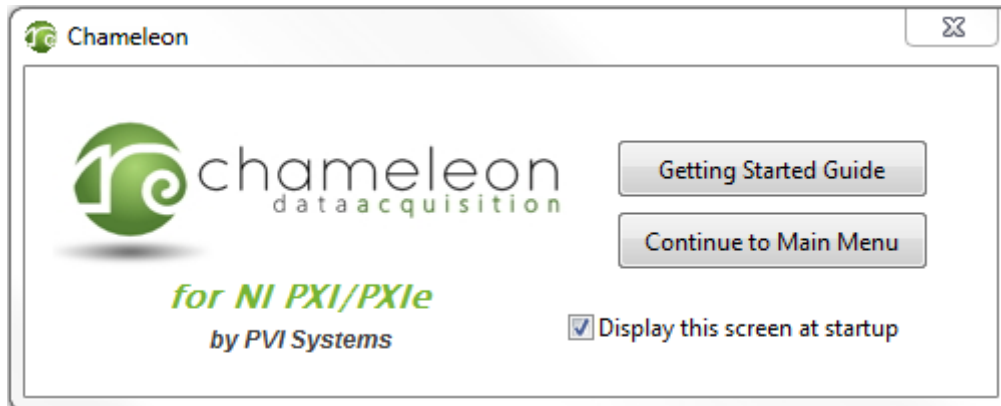 Chameleon
chameleon
dataacquisition
for NI PXI/PXIe
by PVI Systems
Getting Started Guide
Continue to Main Menu
Display this screen at startup